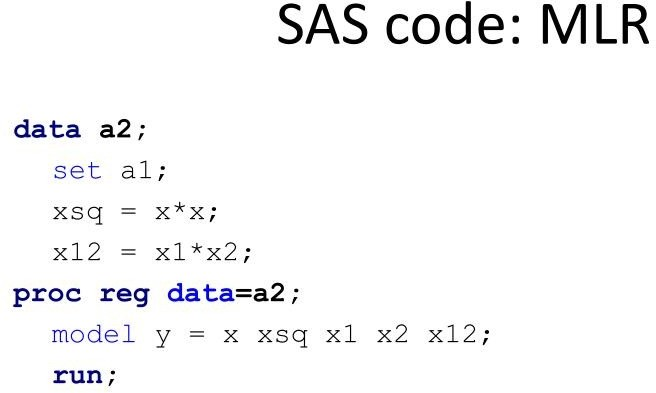 SAS code: MLR
data a2;
set a1;
xsq = x*x;
x12 = x1*x2;
proc reg data=a2;
model y = x xsq x1 x2 x12;
run;